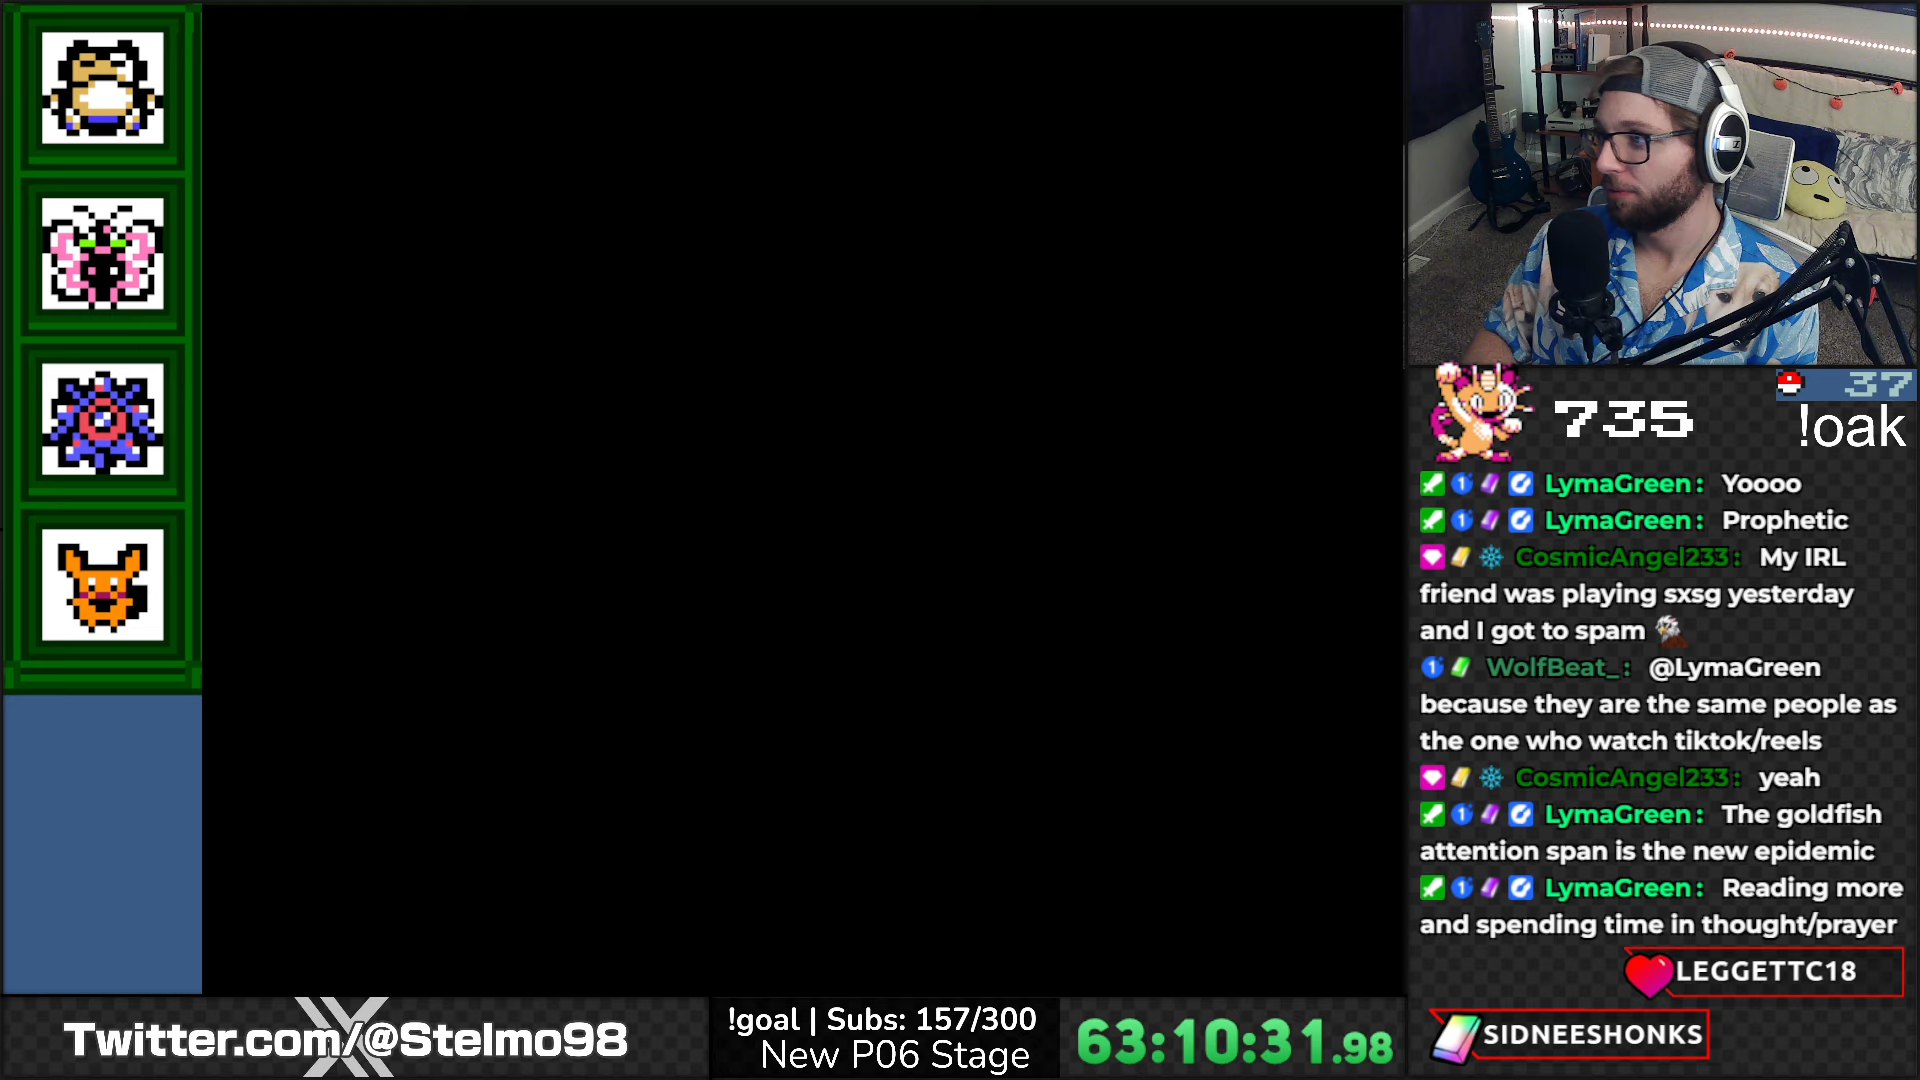 37
735
!oak
LymaGreen: Yoooo
LymaGreen: Prophetic
CosmicAngel233: My IRL
friend was playing sxsg yesterday
and I got to spam
WolfBeat_: @LymaGreen
because they are the same people as
the one who watch tiktok/reels
CosmicAngel233: yeah
LymaGreen: The goldfish
attention span is the new epidemic
LymaGreen: Reading more
and spending time in thought/prayer
LEGGETTC18
SIDNEESHONKS
Twitter.com/@Stelmo98
!goal | Subs: 157/300
New P06 Stage
63:10:31.98